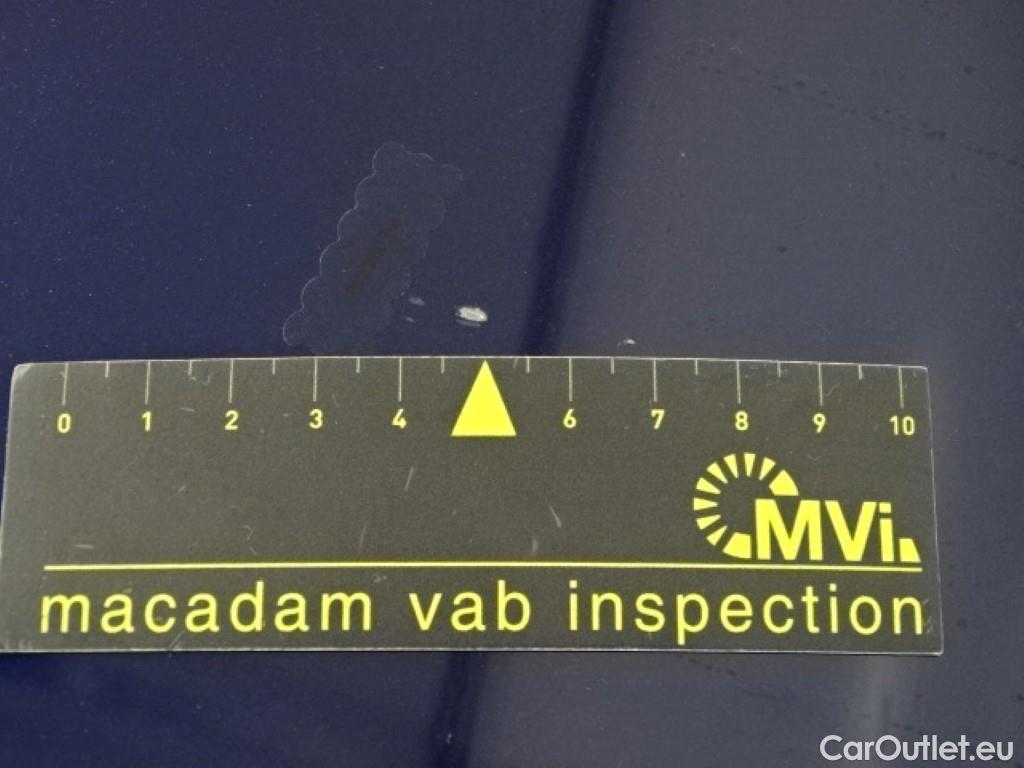 0 1 2 3 4 6 7 8 9 10
MVi
macadam vab inspection
CarOutlet.eu